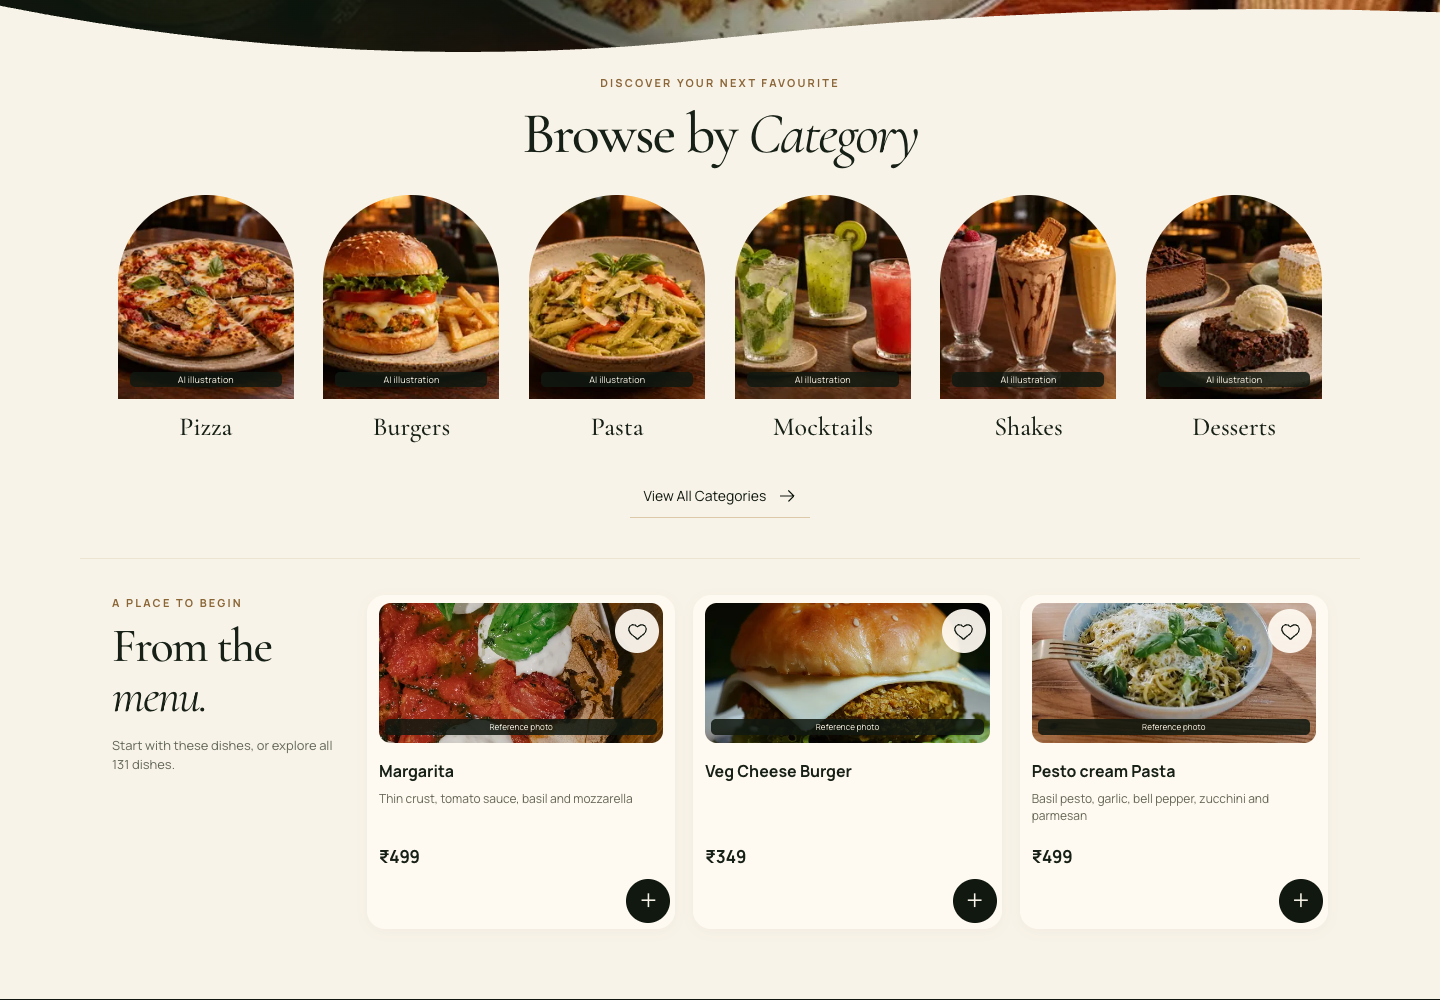 DISCOVER YOUR NEXT FAVOURITE
Browse by Category
AI illustration
AI illustration
AI illustration
AI illustration
AI illustration
AI illustration
Pizza
Burgers
Pasta
Mocktails
Shakes
Desserts
View All Categories
A PLACE TO BEGIN
From the
menu.
Start with these dishes, or explore all
131 dishes.
Reference photo
Margarita
Thin crust, tomato sauce, basil and mozzarella
₹499
Reference photo
Veg Cheese Burger
₹349
Reference photo
Pesto cream Pasta
Basil pesto, garlic, bell pepper, zucchini and
parmesan
₹499